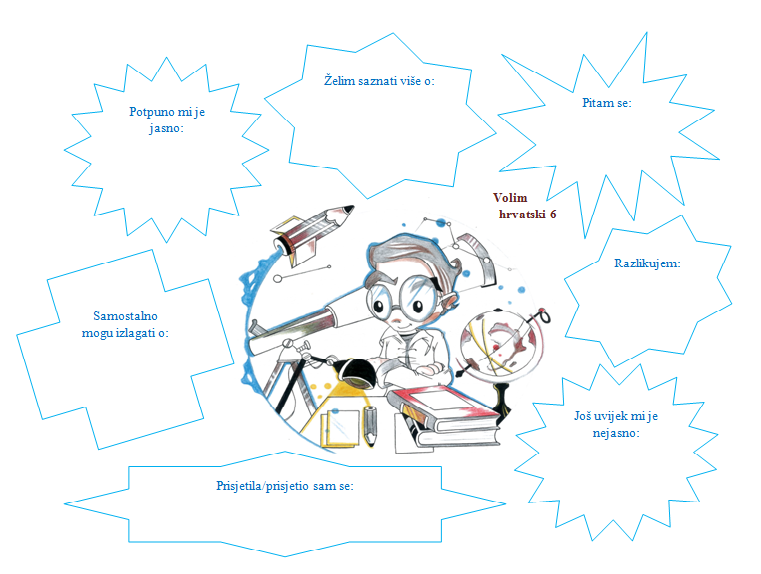 Želim saznati više o:
Potpuno mi je
jasno:
Pitam se:
Volim
hrvatski 6
Razlikujem:
Samostalno
mogu izlagati o:
Još uvijek mi je
nejasno:
Prisjetila/prisjetio sam se: